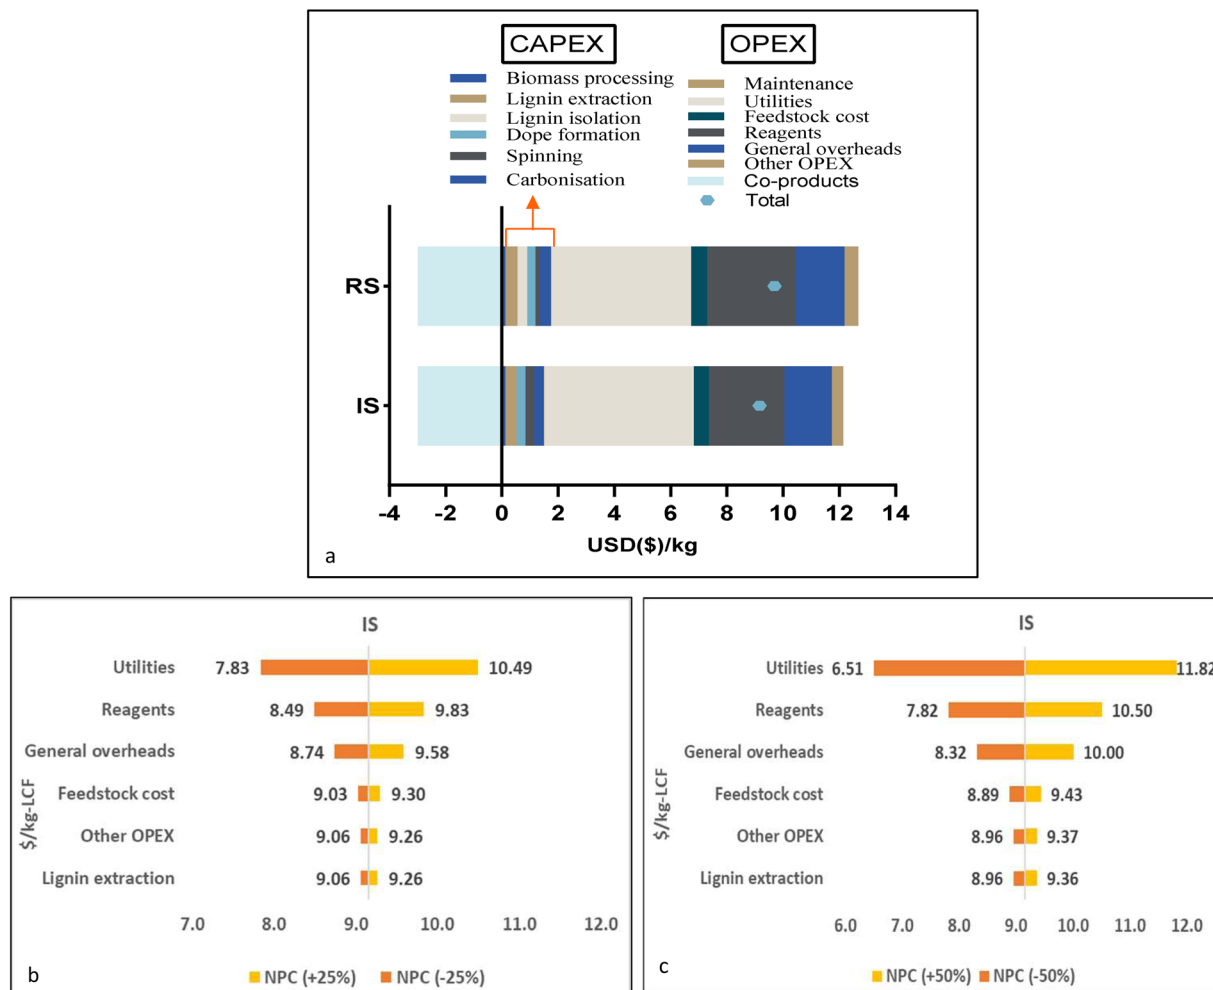 CAPEX
OPEX
Biomass processing
Lignin extraction
Lignin isolation
Dope formation
Spinning
Carbonisation
Maintenance
Utilities
Feedstock cost
Reagents
General overheads
Other OPEX
Co-products
Total
RS
IS
-4 -2 0 2 4 6 8 10 12 14
USD($)/kg
a
IS
$/kg-LCF
Utilities 7.83 10.49
Reagents 8.49 9.83
General overheads 8.74 9.58
Feedstock cost 9.03 9.30
Other OPEX 9.06 9.26
Lignin extraction 9.06 9.26
7.0 8.0 9.0 10.0 11.0 12.0
NPC (+25%) NPC (-25%)
b
IS
$/kg-LCF
Utilities 6.51 11.82
Reagents 7.82 10.50
General overheads 8.32 10.00
Feedstock cost 8.89 9.43
Other OPEX 8.96 9.37
Lignin extraction 8.96 9.36
6.0 7.0 8.0 9.0 10.0 11.0 12.0
NPC (+50%) NPC (-50%)
c